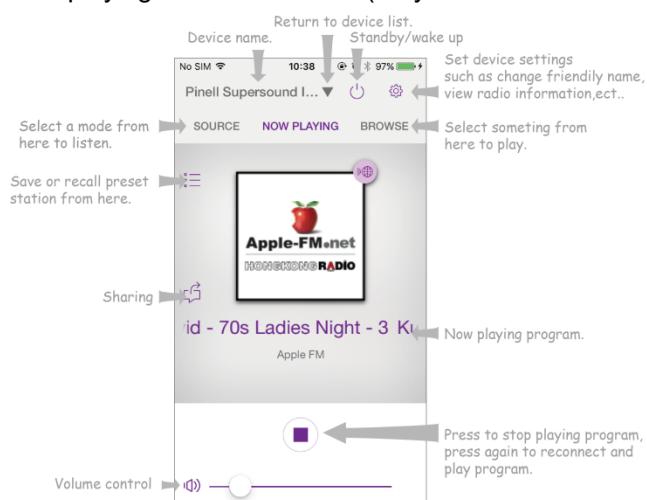 Return to device list.
Device name.
Standby/wake up
No SIM
10:38
97%
Pinell Supersound I... ▼
Set device settings
such as change friendily name,
view radio information,ect..
Select a mode from
here to listen.
SOURCE
NOW PLAYING
BROWSE
Select someting from
here to play.
Save or recall preset
station from here.
Apple-FM.net
HONGKONG RADIO
Sharing
id - 70s Ladies Night - 3 Ku
Now playing program.
Apple FM
Press to stop playing program,
press again to reconnect and
play program.
Volume control